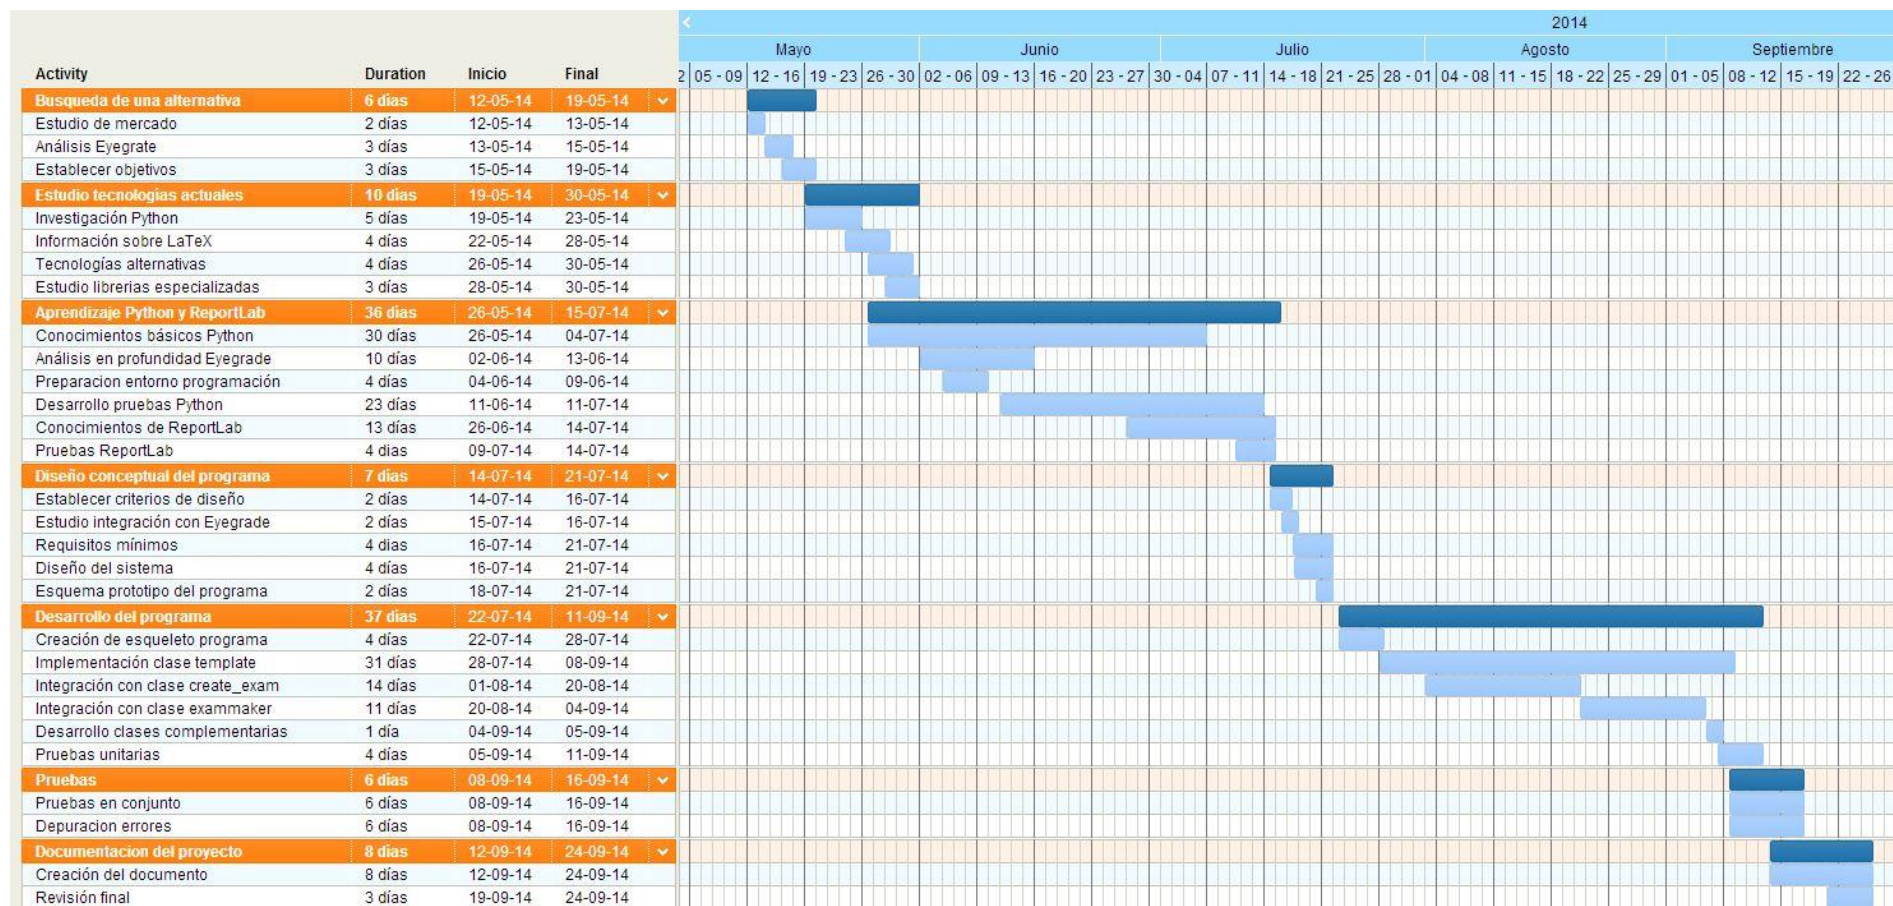 2014
Mayo Junio Julio Agosto Septiembre
Activity Duration Inicio Final 2 05 - 09 12 - 16 19 - 23 26 - 30 02 - 06 09 - 13 16 - 20 23 - 27 30 - 04 07 - 11 14 - 18 21 - 25 28 - 01 04 - 08 11 - 15 18 - 22 25 - 29 01 - 05 08 - 12 15 - 19 22 - 26
Busqueda de una alternativa 6 días 12-05-14 19-05-14
Estudio de mercado 2 días 12-05-14 13-05-14
Análisis Eyegrate 3 días 13-05-14 15-05-14
Establecer objetivos 3 días 15-05-14 19-05-14
Estudio tecnologías actuales 10 días 19-05-14 30-05-14
Investigación Python 5 días 19-05-14 23-05-14
Información sobre LaTeX 4 días 22-05-14 28-05-14
Tecnologías alternativas 4 días 26-05-14 30-05-14
Estudio librerias especializadas 3 días 28-05-14 30-05-14
Aprendizaje Python y ReportLab 36 días 26-05-14 15-07-14
Conocimientos básicos Python 30 días 26-05-14 04-07-14
Análisis en profundidad Eyegrade 10 días 02-06-14 13-06-14
Preparacion entorno programación 4 días 04-06-14 09-06-14
Desarrollo pruebas Python 23 días 11-06-14 11-07-14
Conocimientos de ReportLab 13 días 26-06-14 14-07-14
Pruebas ReportLab 4 dias 09-07-14 14-07-14
Diseño conceptual del programa 7 días 14-07-14 21-07-14
Establecer criterios de diseño 2 días 14-07-14 16-07-14
Estudio integración con Eyegrade 2 días 15-07-14 16-07-14
Requisitos mínimos 4 dias 16-07-14 21-07-14
Diseño del sistema 4 días 16-07-14 21-07-14
Esquema prototipo del programa 2 días 18-07-14 21-07-14
Desarrollo del programa 37 días 22-07-14 11-09-14
Creación de esqueleto programa 4 días 22-07-14 28-07-14
Implementación clase template 31 días 28-07-14 08-09-14
Integración con clase create_exam 14 días 01-08-14 20-08-14
Integración con clase exammaker 11 días 20-08-14 04-09-14
Desarrollo clases complementarias 1 día 04-09-14 05-09-14
Pruebas unitarias 4 días 05-09-14 11-09-14
Pruebas 6 días 08-09-14 16-09-14
Pruebas en conjunto 6 días 08-09-14 16-09-14
Depuracion errores 6 días 08-09-14 16-09-14
Documentacion del proyecto 8 días 12-09-14 24-09-14
Creación del documento 8 días 12-09-14 24-09-14
Revisión final 3 días 19-09-14 24-09-14